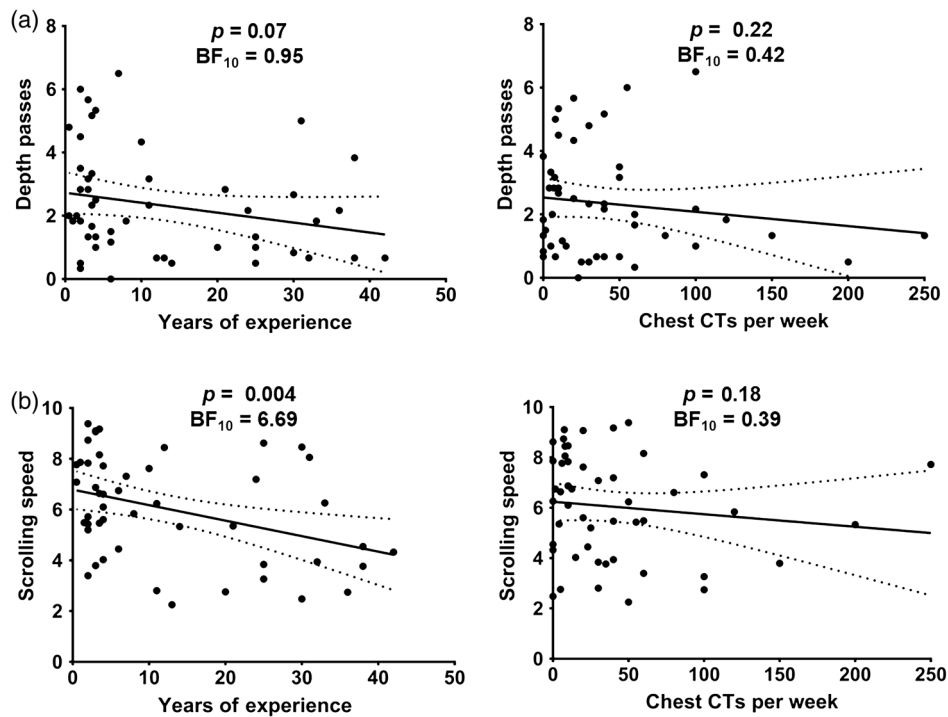 (a)
p = 0.07
BF10 = 0.95
Depth passes
8
6
4
2
0
0 10 20 30 40 50
Years of experience
p = 0.22
BF10 = 0.42
Depth passes
8
6
4
2
0
0 50 100 150 200 250
Chest CTs per week
(b)
p = 0.004
BF10 = 6.69
Scrolling speed
10
8
6
4
2
0
0 10 20 30 40 50
Years of experience
p = 0.18
BF10 = 0.39
Scrolling speed
10
8
6
4
2
0
0 50 100 150 200 250
Chest CTs per week